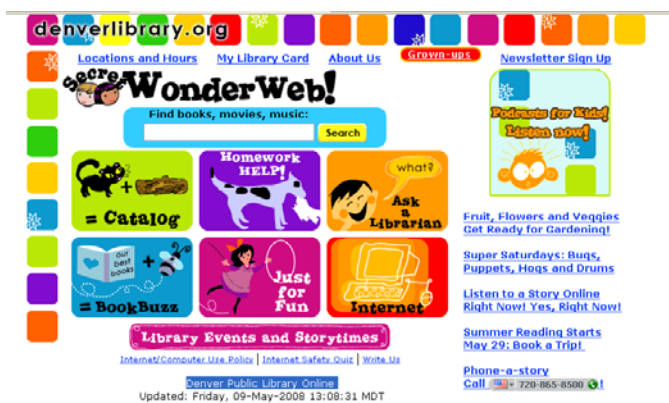 denverlibrary.org
Locations and Hours
My Library Card
About Us
Grown-ups
Newsletter Sign Up
Secret
WonderWeb!
Find books, movies, music:
Search
+
= Catalog
Homework
HELP!
what?
Ask
a
Librarian
our
best
books
+
= BookBuzz
Just
for
Fun
Internet
Library Events and Storytimes
Internet/Computer Use Policy | Internet Safety Quiz | Write Us
Denver Public Library Online
Updated: Friday, 09-May-2008 13:08:31 MDT
Podcasts for Kids!
Listen now!
Fruit, Flowers and Veggies
Get Ready for Gardening!
Super Saturdays: Bugs,
Puppets, Hogs and Drums
Listen to a Story Online
Right Now! Yes, Right Now!
Summer Reading Starts
May 29: Book a Trip!
Phone-a-story
Call 720-865-8500 !